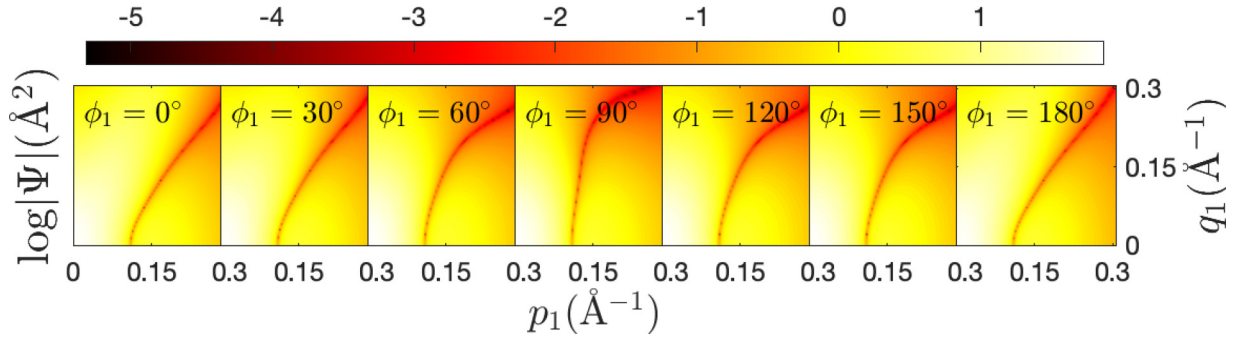 -5 -4 -3 -2 -1 0 1
log|Ψ|(Å²)
ϕ₁ = 0° ϕ₁ = 30° ϕ₁ = 60° ϕ₁ = 90° ϕ₁ = 120° ϕ₁ = 150° ϕ₁ = 180°
0.3
0.15
0
q₁(Å⁻¹)
0 0.15 0.3 0.15 0.3 0.15 0.3 0.15 0.3 0.15 0.3 0.15 0.3 0.15 0.3
p₁(Å⁻¹)